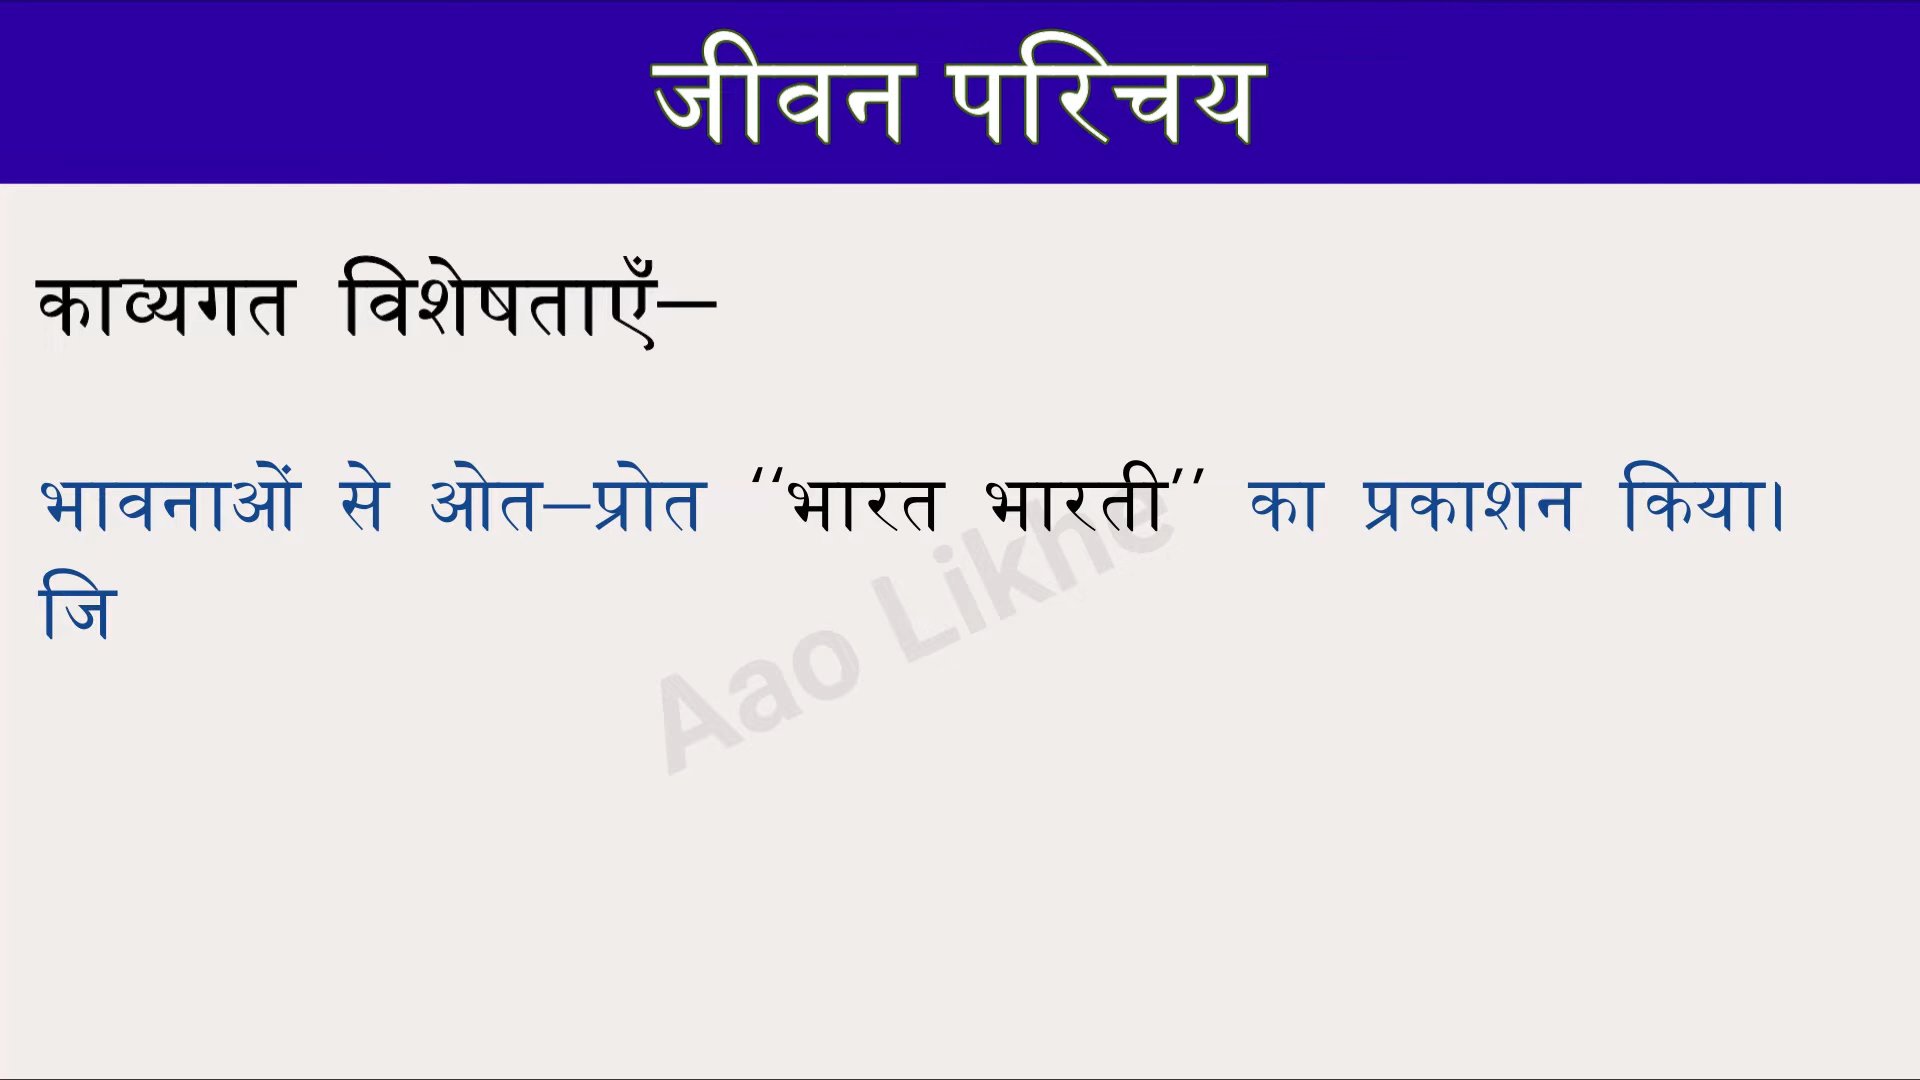 जीवन परिचय
काव्यगत विशेषताएँ–
भावनाओं से ओत–प्रोत ‘‘भारत भारती’’ का प्रकाशन किया।
जि
Aao Likhe